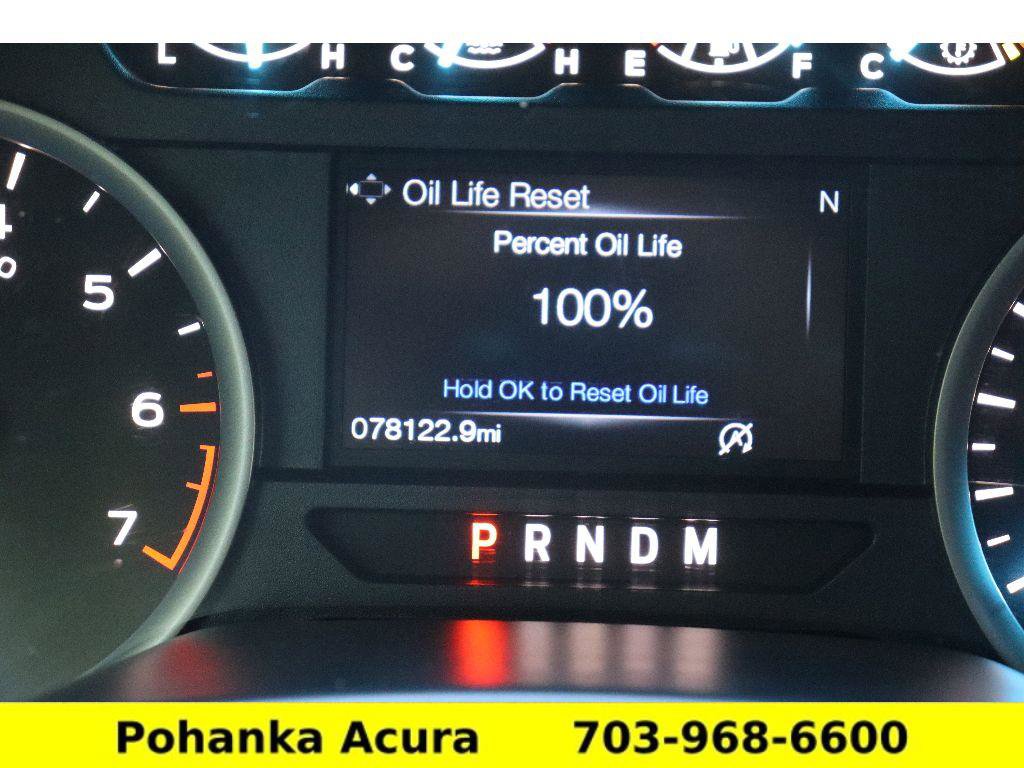 L H C H E F C
Oil Life Reset N
Percent Oil Life
100%
Hold OK to Reset Oil Life
078122.9mi
4
5
6
7
P R N D M
Pohanka Acura 703-968-6600